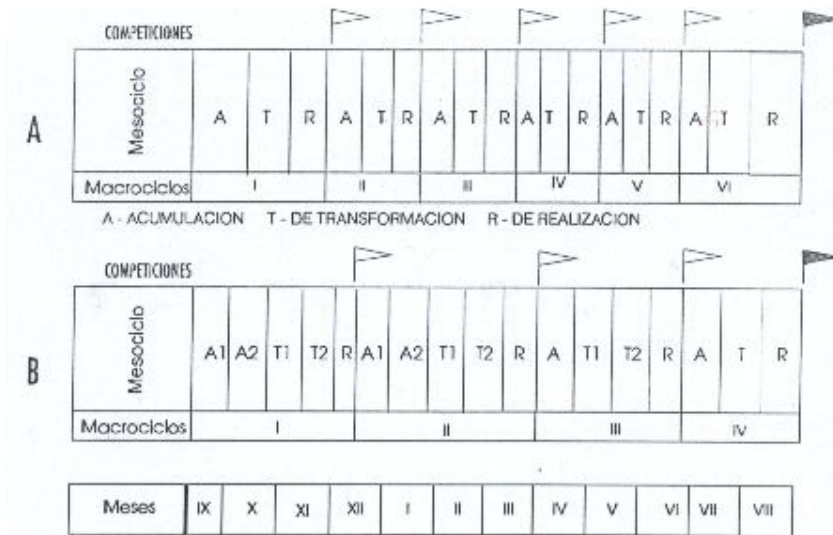 COMPETICIONES
A
Mesociclo
A T R A T R A T R A T R A T R A T R
Macrociclos I II III IV V VI
A - ACUMULACION T - DE TRANSFORMACION R - DE REALIZACION
COMPETICIONES
B
Mesociclo
A1 A2 T1 T2 R A1 A2 T1 T2 R A T1 T2 R A T R
Macrociclos I II III IV
Meses IX X XI XII I II III IV V VI VII VIII